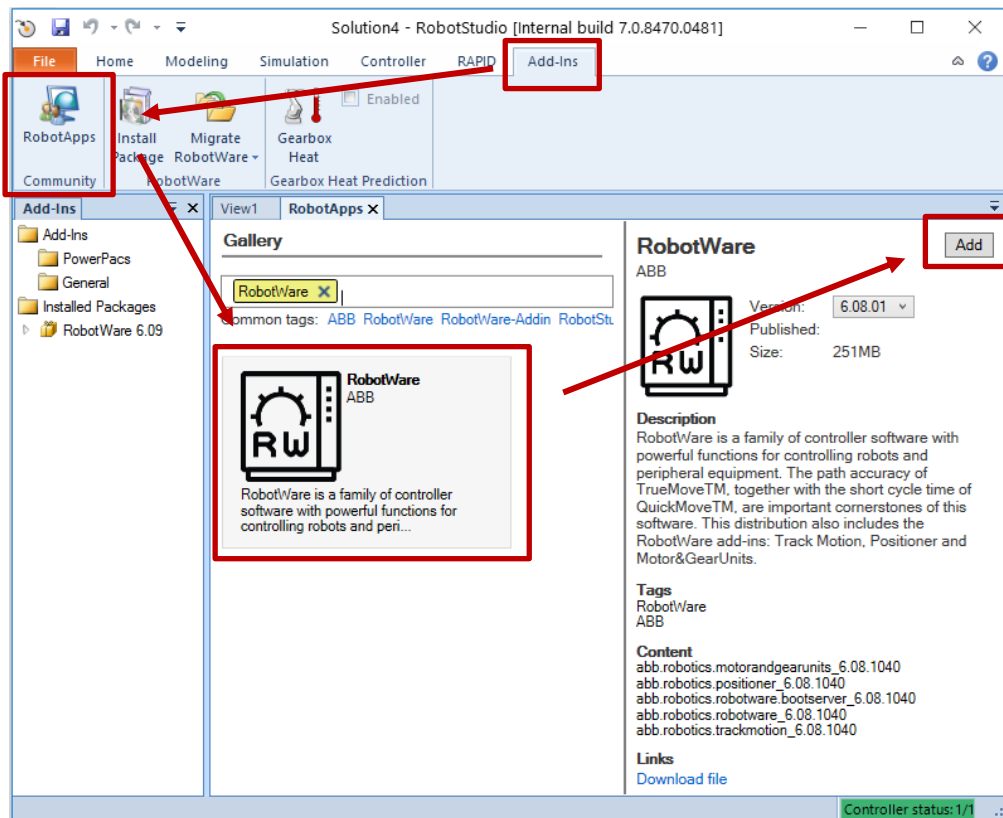 Solution4 - RobotStudio [Internal build 7.0.8470.0481]
File Home Modeling Simulation Controller RAPID Add-Ins
RobotApps
Install Package
Migrate RobotWare
Gearbox Heat
Enabled
Community
RobotWare
Gearbox Heat Prediction
Add-Ins
View1 RobotApps
Add-Ins
PowerPacs
General
Installed Packages
RobotWare 6.09
Gallery
RobotWare
Common tags: ABB RobotWare RobotWare-Addin RobotStu
RW
RobotWare
ABB
RobotWare is a family of controller
software with powerful functions for
controlling robots and peri...
RobotWare
Add
ABB
RW
Version: 6.08.01
Published:
Size: 251MB
Description
RobotWare is a family of controller software with
powerful functions for controlling robots and
peripheral equipment. The path accuracy of
TrueMoveTM, together with the short cycle time of
QuickMoveTM, are important cornerstones of this
software. This distribution also includes the
RobotWare add-ins: Track Motion, Positioner and
Motor&GearUnits.
Tags
RobotWare
ABB
Content
abb.robotics.motorandgearunits_6.08.1040
abb.robotics.positioner_6.08.1040
abb.robotics.robotware.bootserver_6.08.1040
abb.robotics.robotware_6.08.1040
abb.robotics.trackmotion_6.08.1040
Links
Download file
Controller status: 1/1